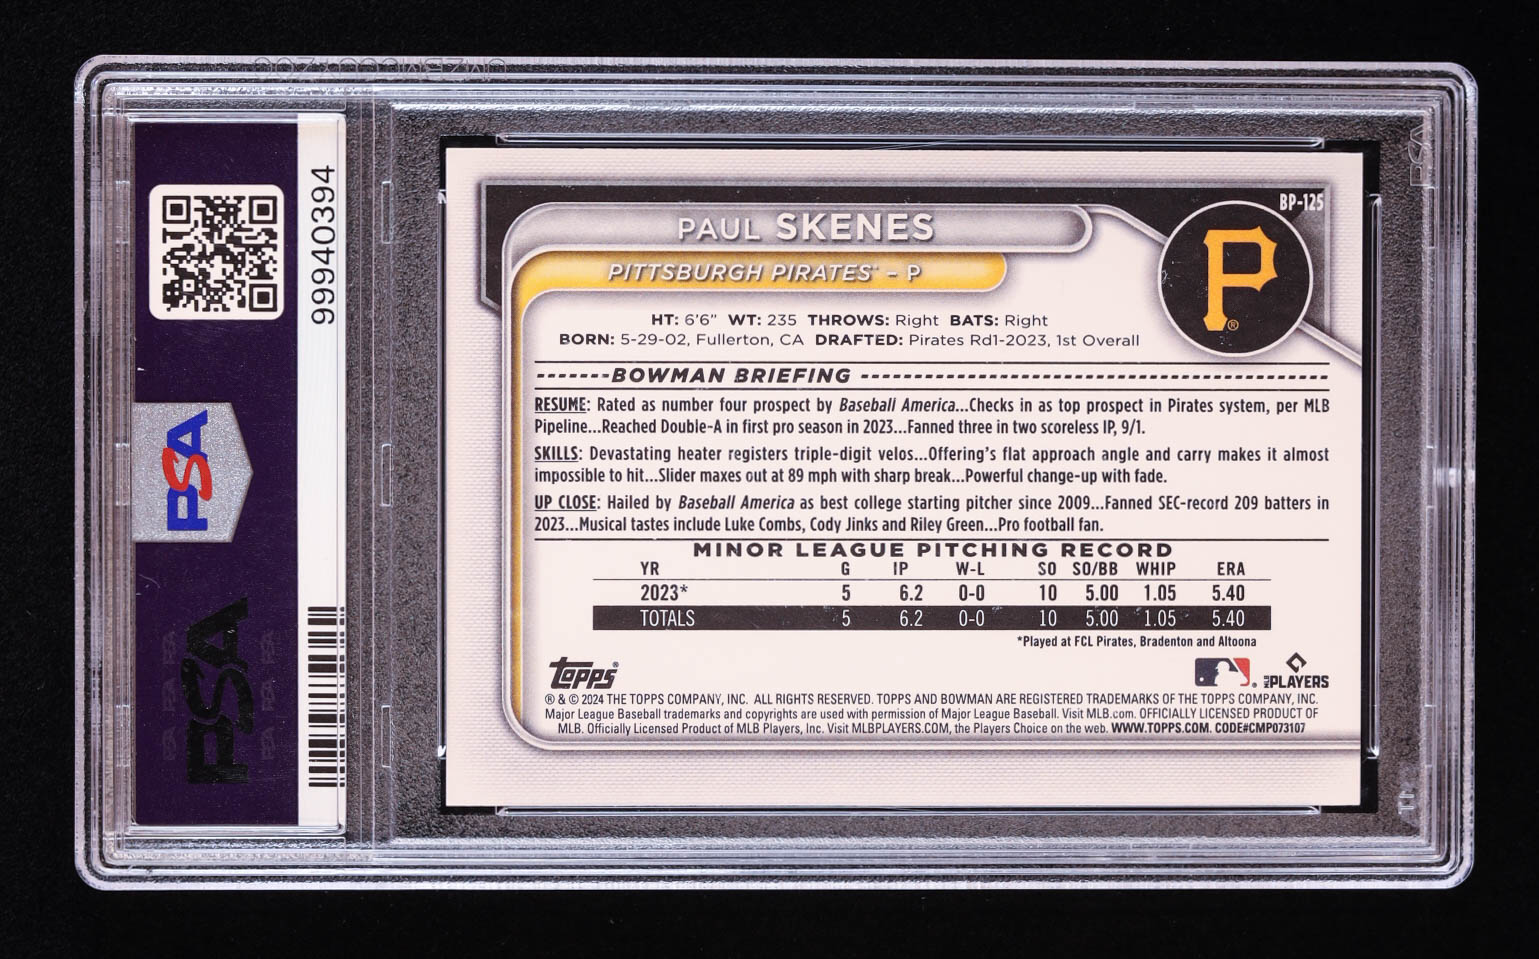 99940394
PSA
PSA
BP-125
PAUL SKENES
PITTSBURGH PIRATES - P
P®
HT: 6'6" WT: 235 THROWS: Right BATS: Right
BORN: 5-29-02, Fullerton, CA DRAFTED: Pirates Rd1-2023, 1st Overall
BOWMAN BRIEFING
RESUME: Rated as number four prospect by Baseball America...Checks in as top prospect in Pirates system, per MLB
Pipeline...Reached Double-A in first pro season in 2023...Fanned three in two scoreless IP, 9/1.
SKILLS: Devastating heater registers triple-digit velos...Offering's flat approach angle and carry makes it almost
impossible to hit...Slider maxes out at 89 mph with sharp break...Powerful change-up with fade.
UP CLOSE: Hailed by Baseball America as best college starting pitcher since 2009...Fanned SEC-record 209 batters in
2023...Musical tastes include Luke Combs, Cody Jinks and Riley Green...Pro football fan.
MINOR LEAGUE PITCHING RECORD
YR G IP W-L SO SO/BB WHIP ERA
2023* 5 6.2 0-0 10 5.00 1.05 5.40
TOTALS 5 6.2 0-0 10 5.00 1.05 5.40
*Played at FCL Pirates, Bradenton and Altoona
Topps®
MLB PLAYERS
® & © 2024 THE TOPPS COMPANY, INC. ALL RIGHTS RESERVED. TOPPS AND BOWMAN ARE REGISTERED TRADEMARKS OF THE TOPPS COMPANY, INC.
Major League Baseball trademarks and copyrights are used with permission of Major League Baseball. Visit MLB.com. OFFICIALLY LICENSED PRODUCT OF
MLB. Officially Licensed Product of MLB Players, Inc. Visit MLBPLAYERS.COM, the Players Choice on the web. WWW.TOPPS.COM. CODE#CMP073107